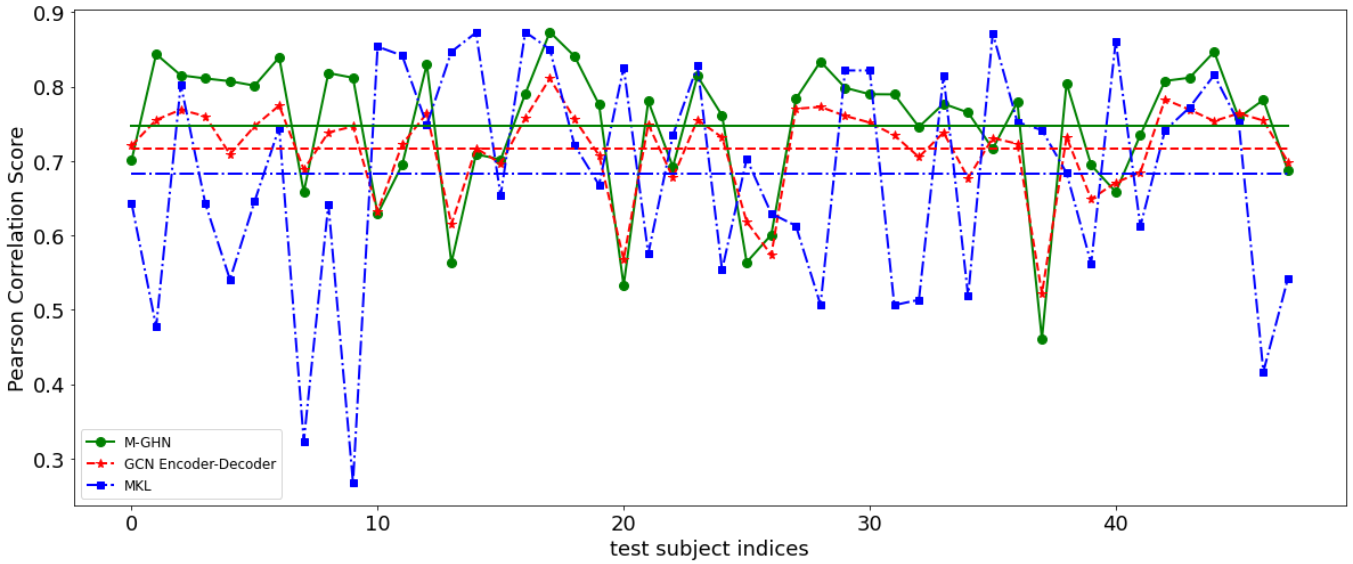 0.9
0.8
0.7
0.6
0.5
0.4
0.3
Pearson Correlation Score
M-GHN
GCN Encoder-Decoder
MKL
0 10 20 30 40
test subject indices